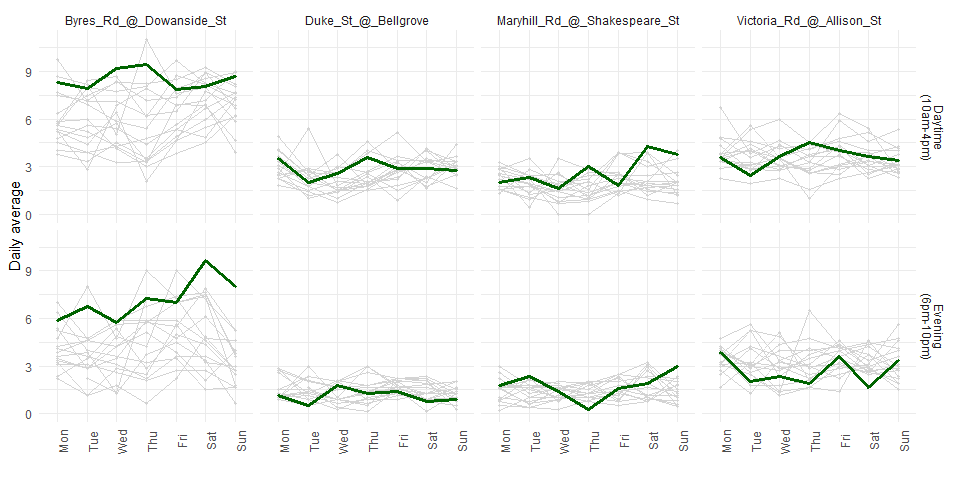 Byres_Rd_@_Dowanside_St
Duke_St_@_Bellgrove
Maryhill_Rd_@_Shakespeare_St
Victoria_Rd_@_Allison_St
Daily average
9
6
3
0
Daytime
(10am-4pm)
9
6
3
0
Evening
(6pm-10pm)
Mon Tue Wed Thu Fri Sat Sun
Mon Tue Wed Thu Fri Sat Sun
Mon Tue Wed Thu Fri Sat Sun
Mon Tue Wed Thu Fri Sat Sun